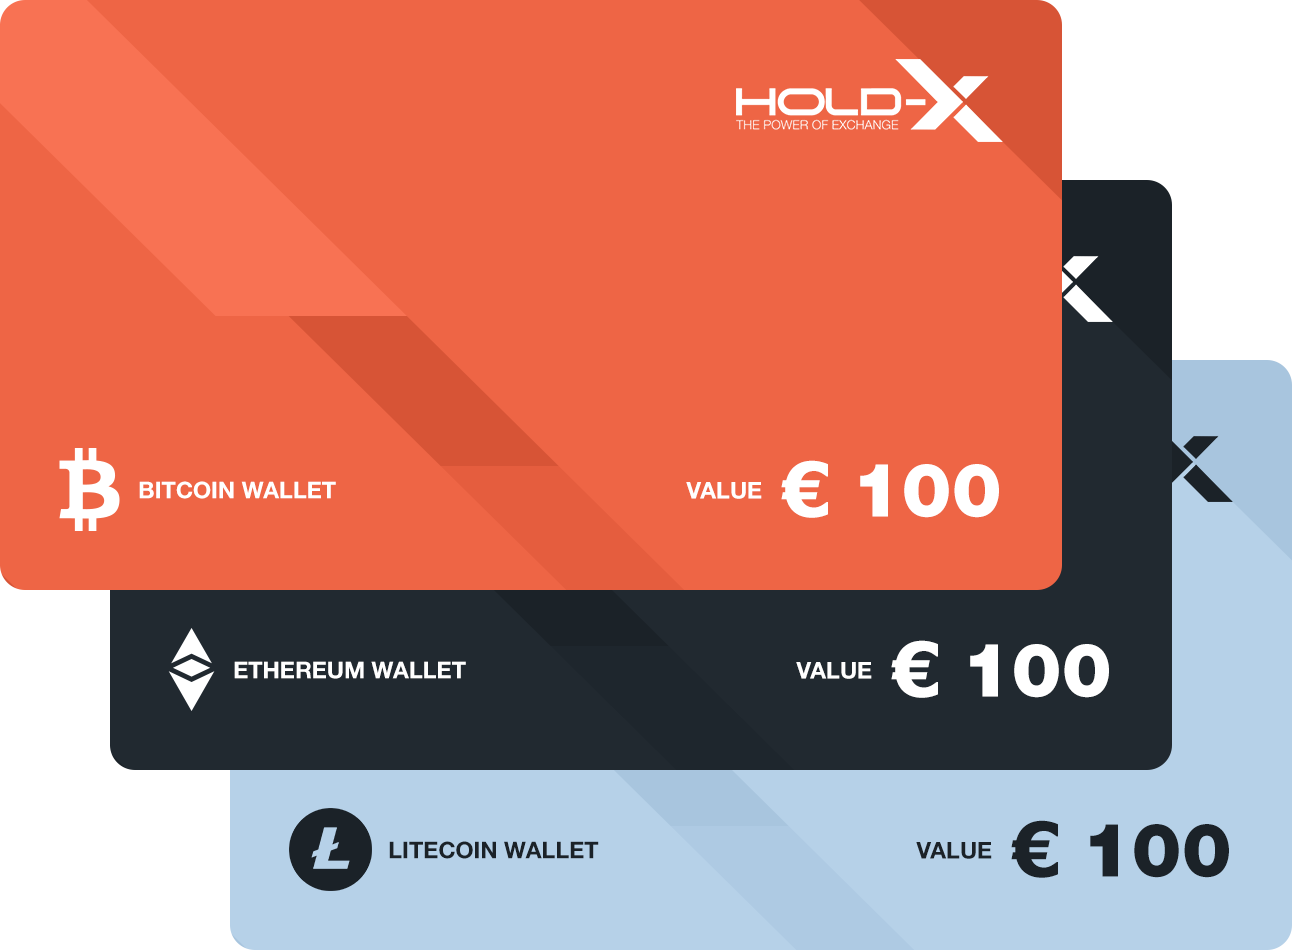 HOLD-X
THE POWER OF EXCHANGE
BITCOIN WALLET
VALUE € 100
ETHEREUM WALLET
VALUE € 100
LITECOIN WALLET
VALUE € 100